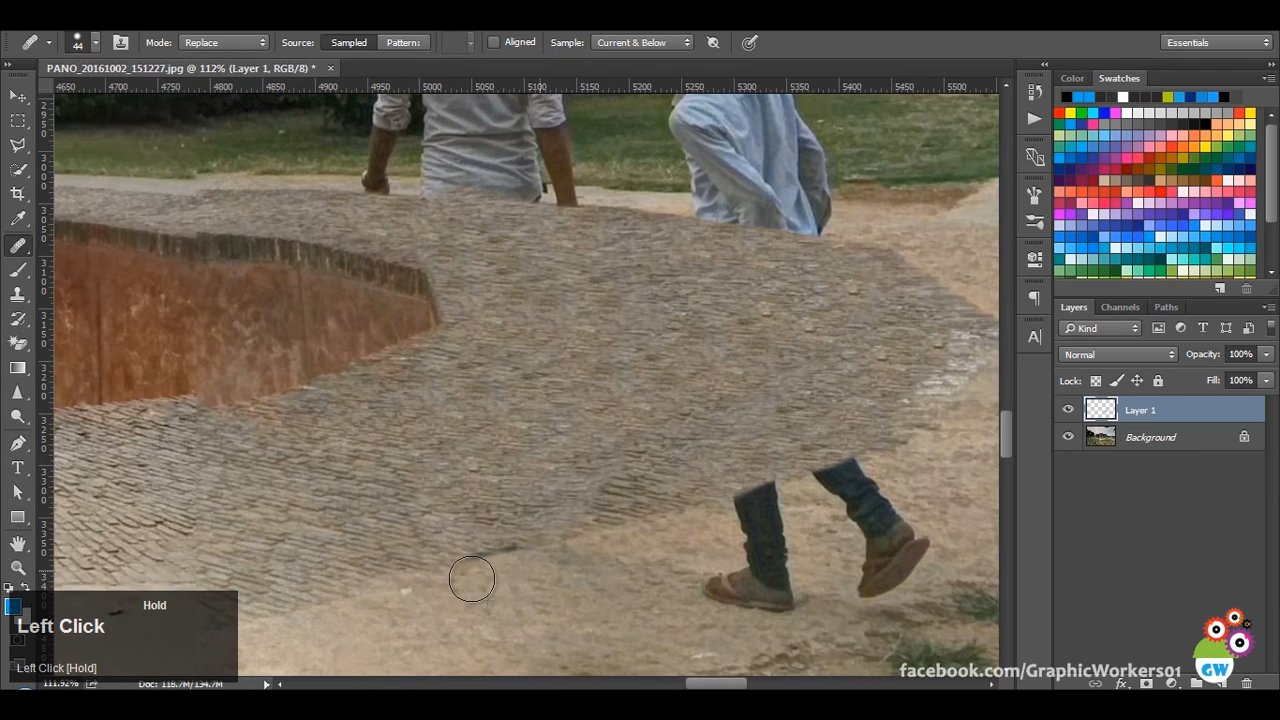 44 Mode: Replace Source: Sampled Pattern: Aligned Sample: Current & Below Essentials
PANO_20161002_151227.jpg @ 112% (Layer 1, RGB/8) * ×
Color Swatches
4650 4700 4750 4800 4850 4900 4950 5000 5050 5100 5150 5200 5250 5300 5350 5400 5450 5500
Layers Channels Paths
Kind
Normal Opacity: 100%
Lock: Fill: 100%
Layer 1
Background
Hold
Left Click
Left Click [Hold]
facebook.com/GraphicWorkers01
GW
111.92% Doc: 118.7M/134.7M